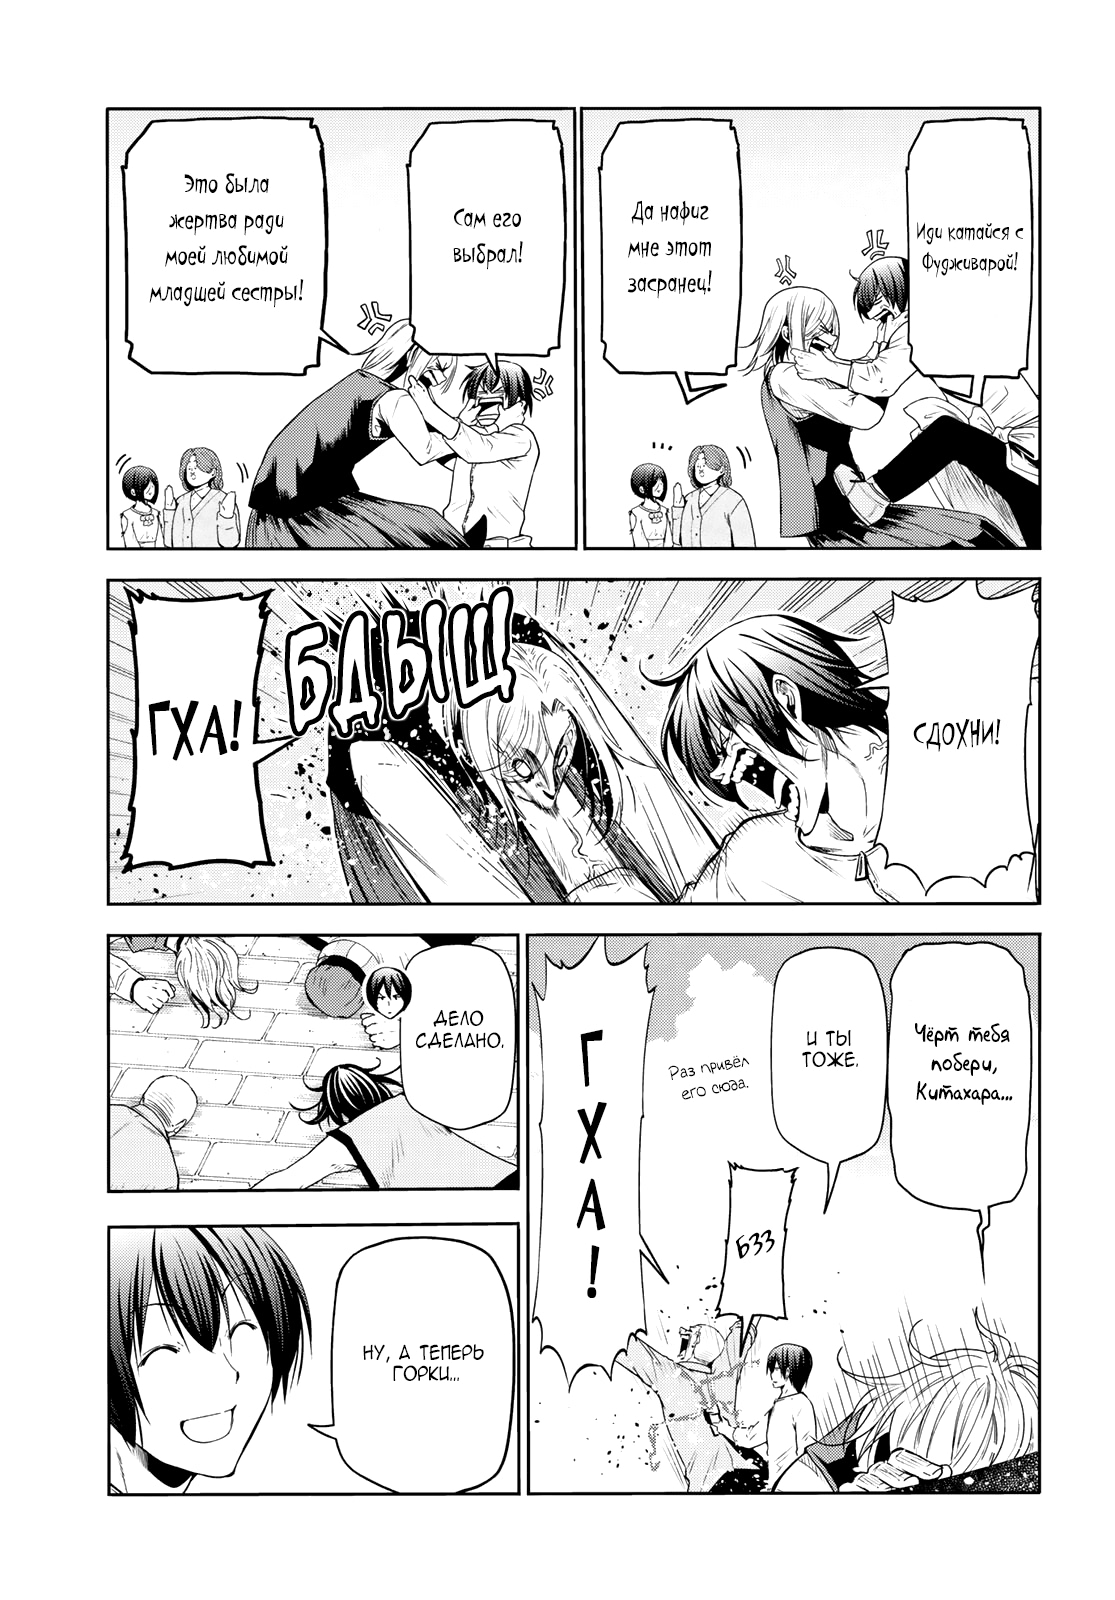 Иди катайся с
Фудживарой!
Да нафиг
мне этот
засранец!
Сам его
выбрал!
Это была
жертва ради
моей любимой
младшей сестры!
СДОХНИ!
БДЫЩ!
ГХА!
Чёрт тебя
побери,
Китахара...
И ТЫ
ТОЖЕ.
Раз привёл
его сюда.
БЗЗ
ГХА!
ДЕЛО
СДЕЛАНО.
НУ, А ТЕПЕРЬ
ГОРКИ...